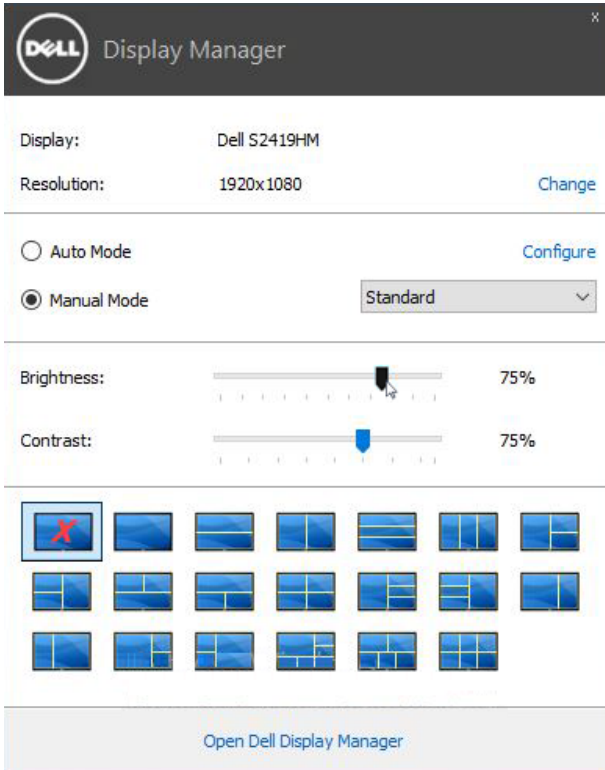 x
DELL Display Manager
Display: Dell S2419HM
Resolution: 1920x1080 Change
Auto Mode Configure
Manual Mode Standard
Brightness: 75%
Contrast: 75%
X
Open Dell Display Manager